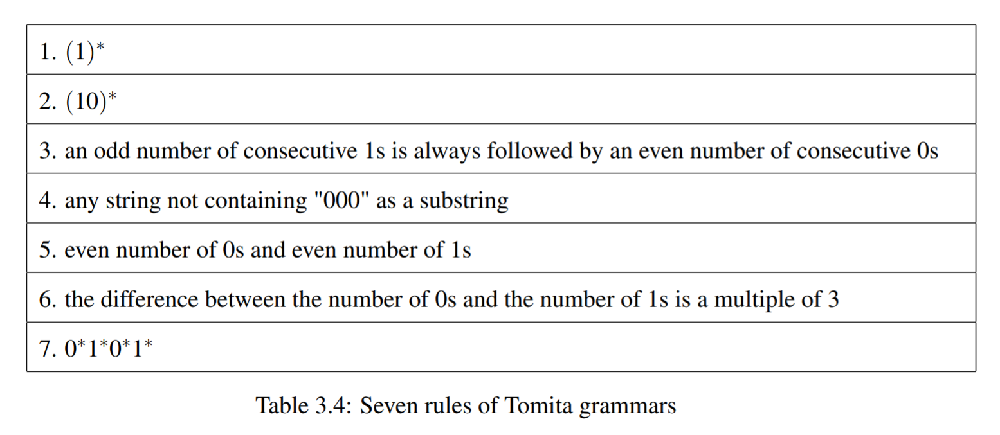 1. (1)*
2. (10)*
3. an odd number of consecutive 1s is always followed by an even number of consecutive 0s
4. any string not containing "000" as a substring
5. even number of 0s and even number of 1s
6. the difference between the number of 0s and the number of 1s is a multiple of 3
7. 0*1*0*1*
Table 3.4: Seven rules of Tomita grammars